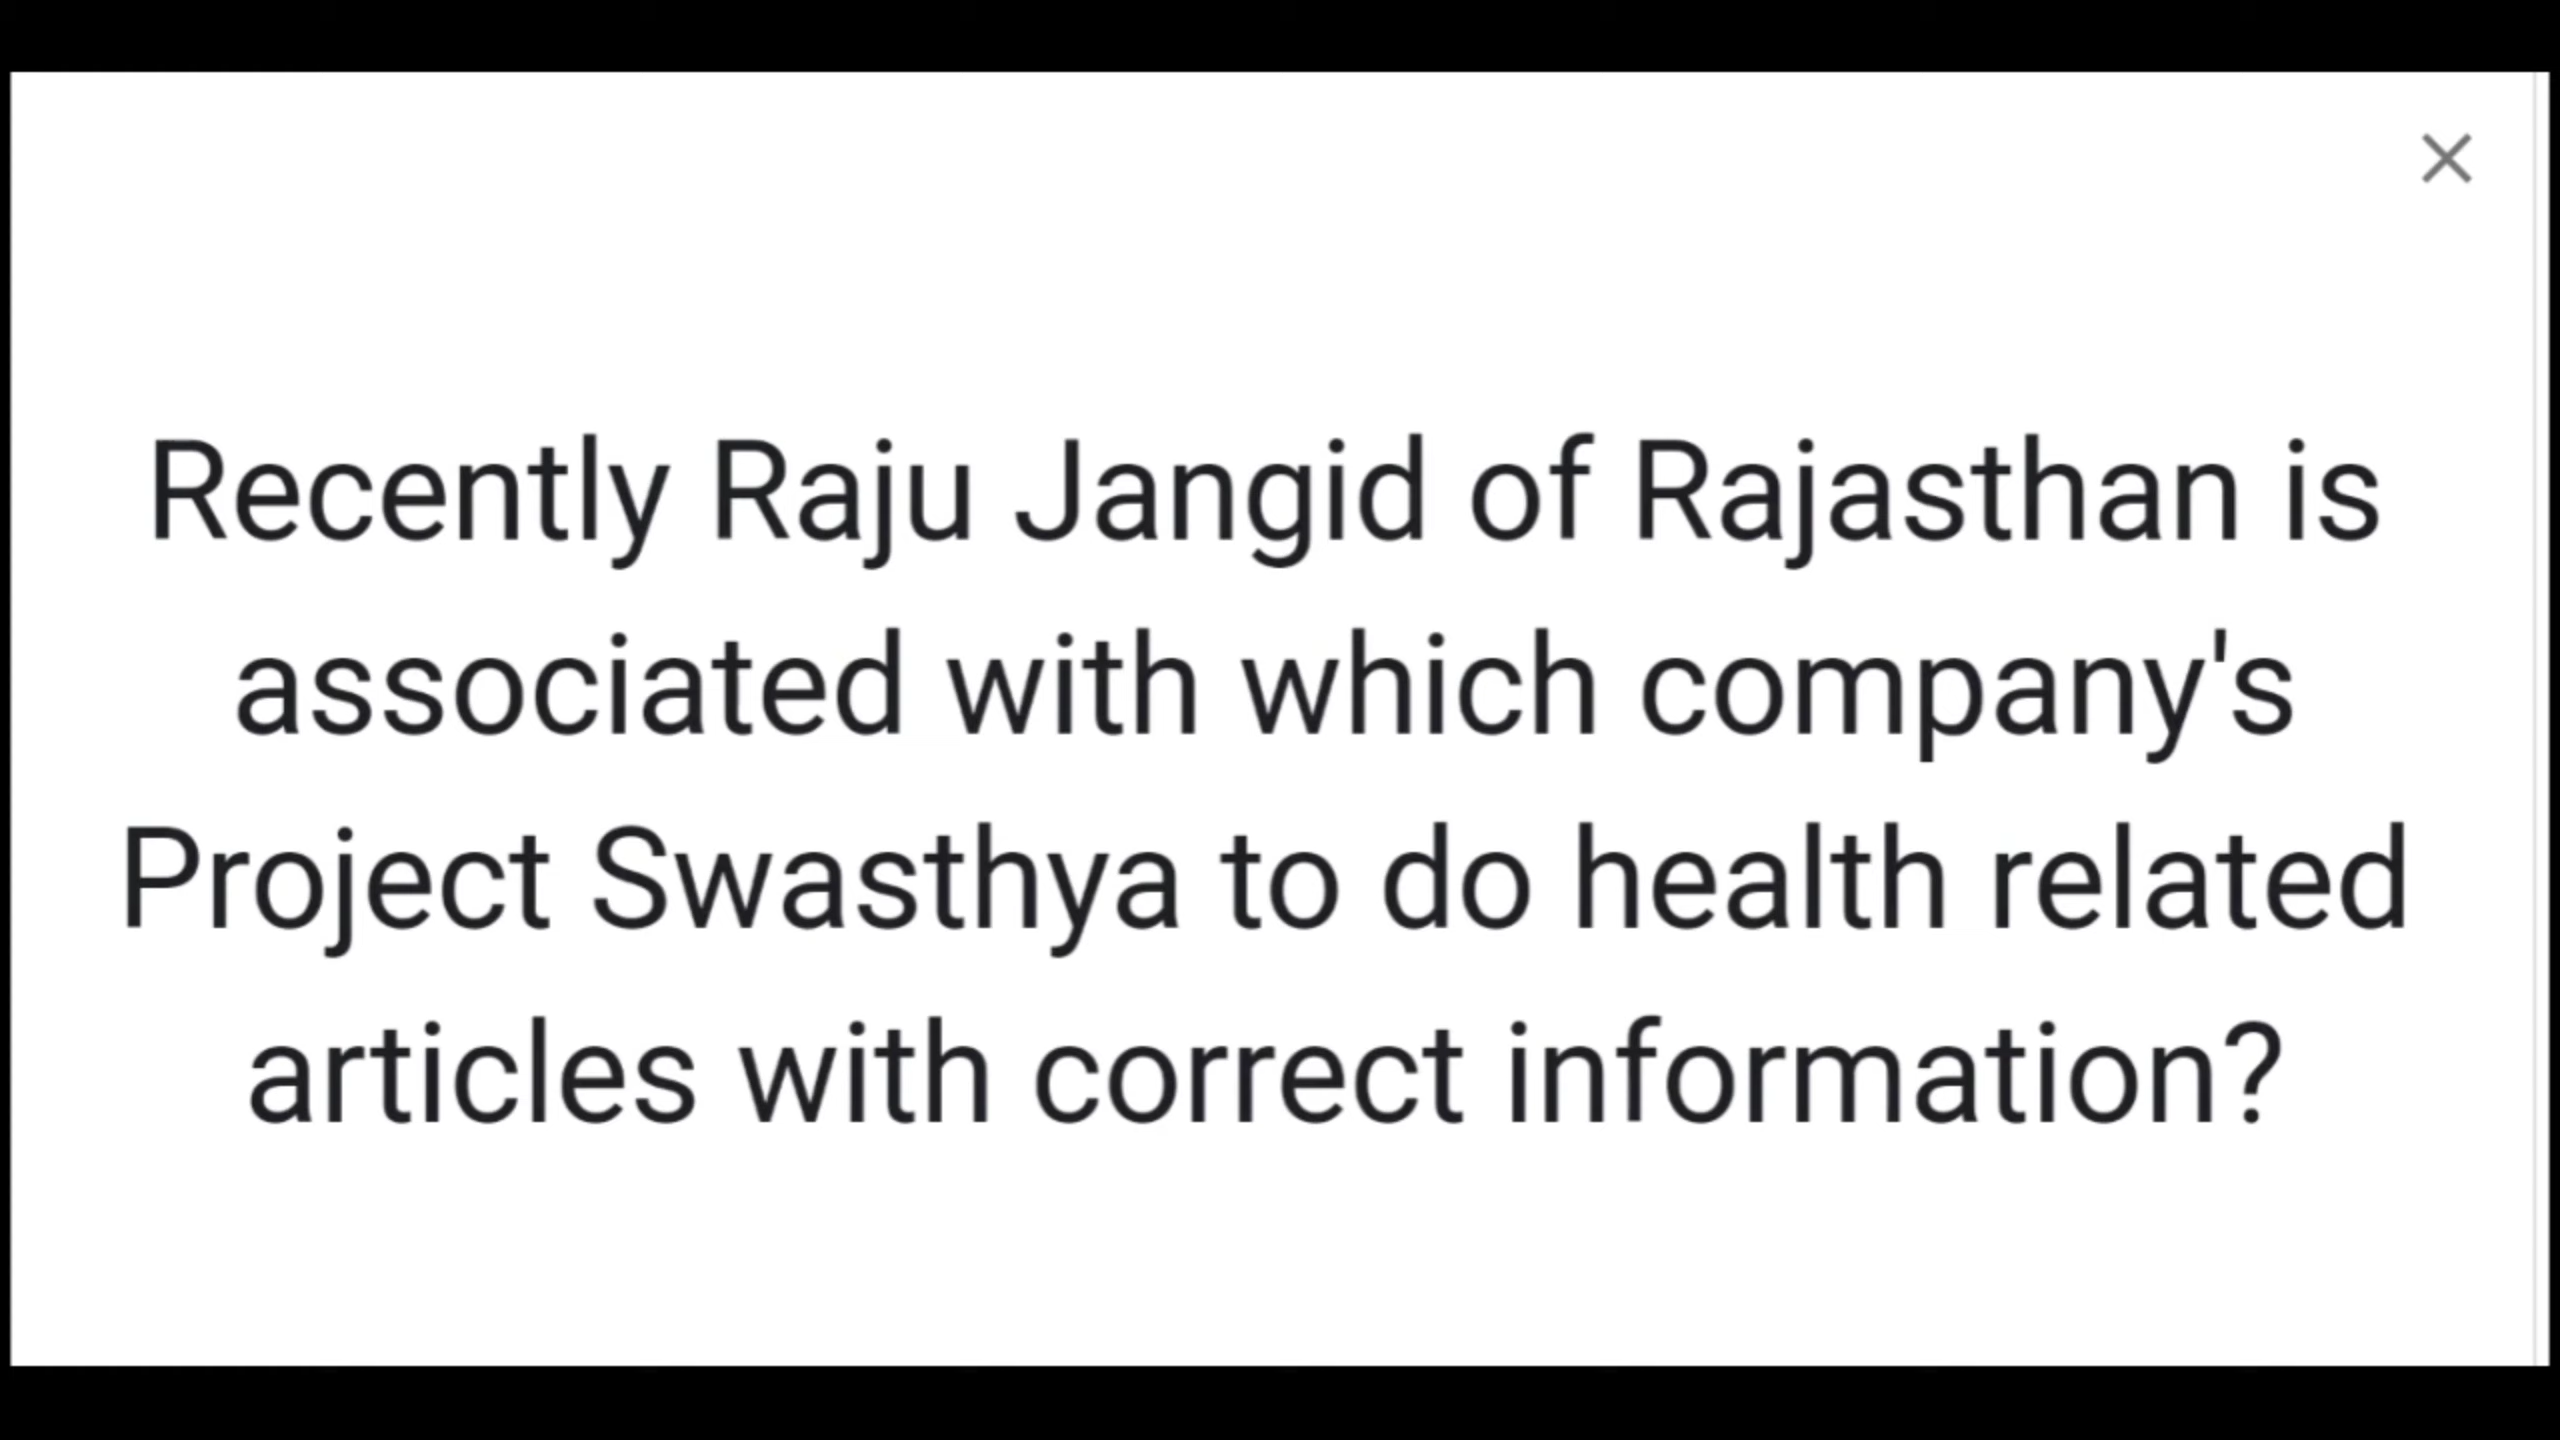 Recently Raju Jangid of Rajasthan is
associated with which company's
Project Swasthya to do health related
articles with correct information?